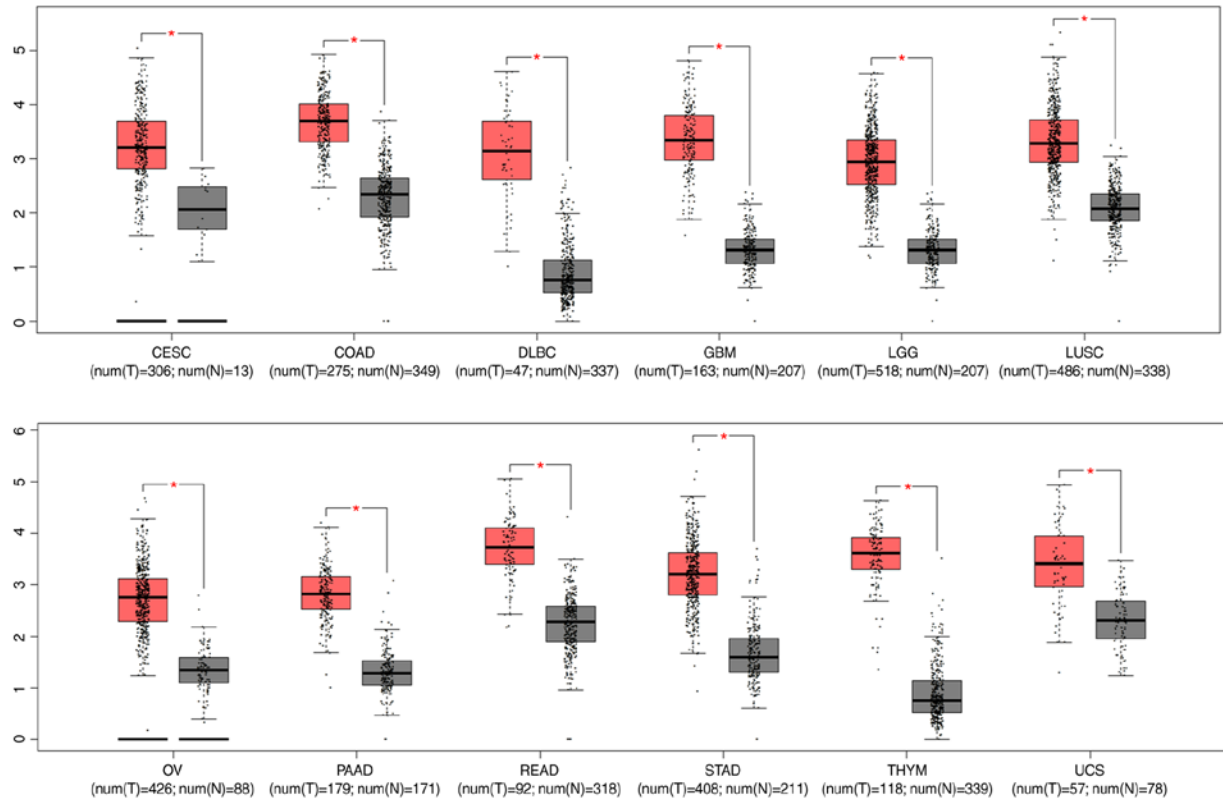 5
4
3
2
1
0
* * * * * *
CESC COAD DLBC GBM LGG LUSC
(num(T)=306; num(N)=13) (num(T)=275; num(N)=349) (num(T)=47; num(N)=337) (num(T)=163; num(N)=207) (num(T)=518; num(N)=207) (num(T)=486; num(N)=338)
6
5
4
3
2
1
0
* * * * * *
OV PAAD READ STAD THYM UCS
(num(T)=426; num(N)=88) (num(T)=179; num(N)=171) (num(T)=92; num(N)=318) (num(T)=408; num(N)=211) (num(T)=118; num(N)=339) (num(T)=57; num(N)=78)